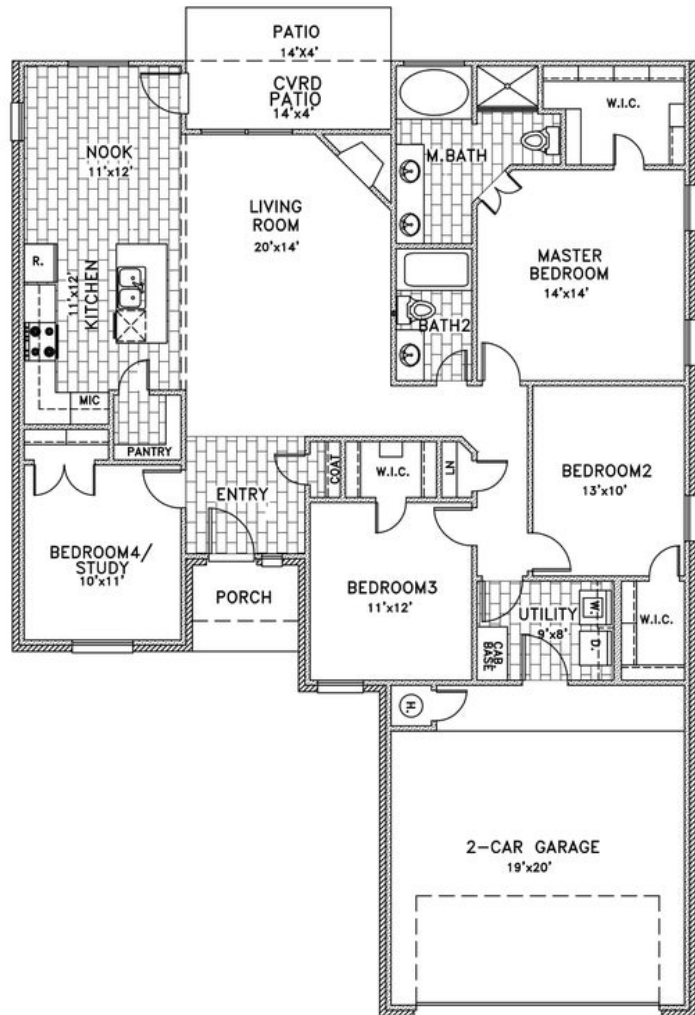 PATIO
14'x4'
CVRD
PATIO
14'x4'
W.I.C.
NOOK
11'x12'
M.BATH
LIVING
ROOM
20'x14'
MASTER
BEDROOM
14'x14'
R.
KITCHEN
11'x12'
BATH2
MIC
PANTRY
COAT
W.I.C.
LN
BEDROOM2
13'x10'
ENTRY
BEDROOM4/
STUDY
10'x11'
PORCH
BEDROOM3
11'x12'
UTILITY
9'x8'
W.
D.
CAB
BASE
W.I.C.
H.
2-CAR GARAGE
19'x20'